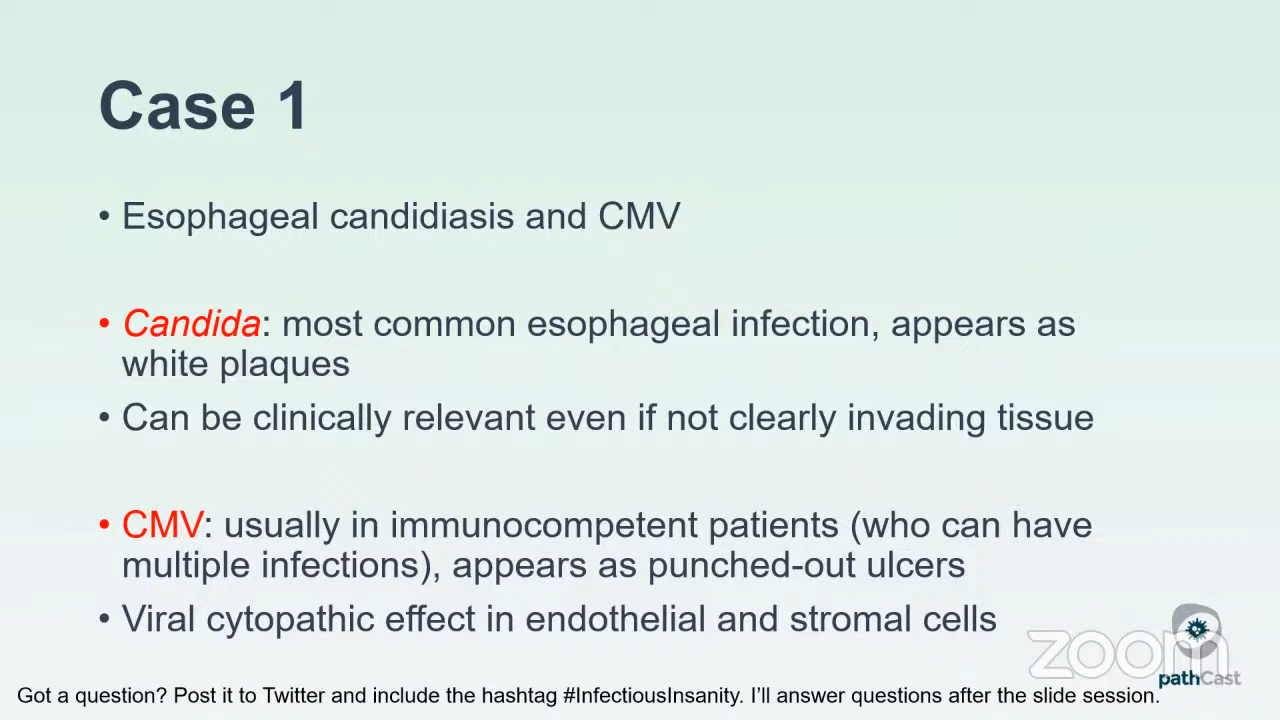 Case 1
• Esophageal candidiasis and CMV
• Candida: most common esophageal infection, appears as
white plaques
• Can be clinically relevant even if not clearly invading tissue
• CMV: usually in immunocompetent patients (who can have
multiple infections), appears as punched-out ulcers
• Viral cytopathic effect in endothelial and stromal cells
zoom
pathCast
Got a question? Post it to Twitter and include the hashtag #InfectiousInsanity. I’ll answer questions after the slide session.